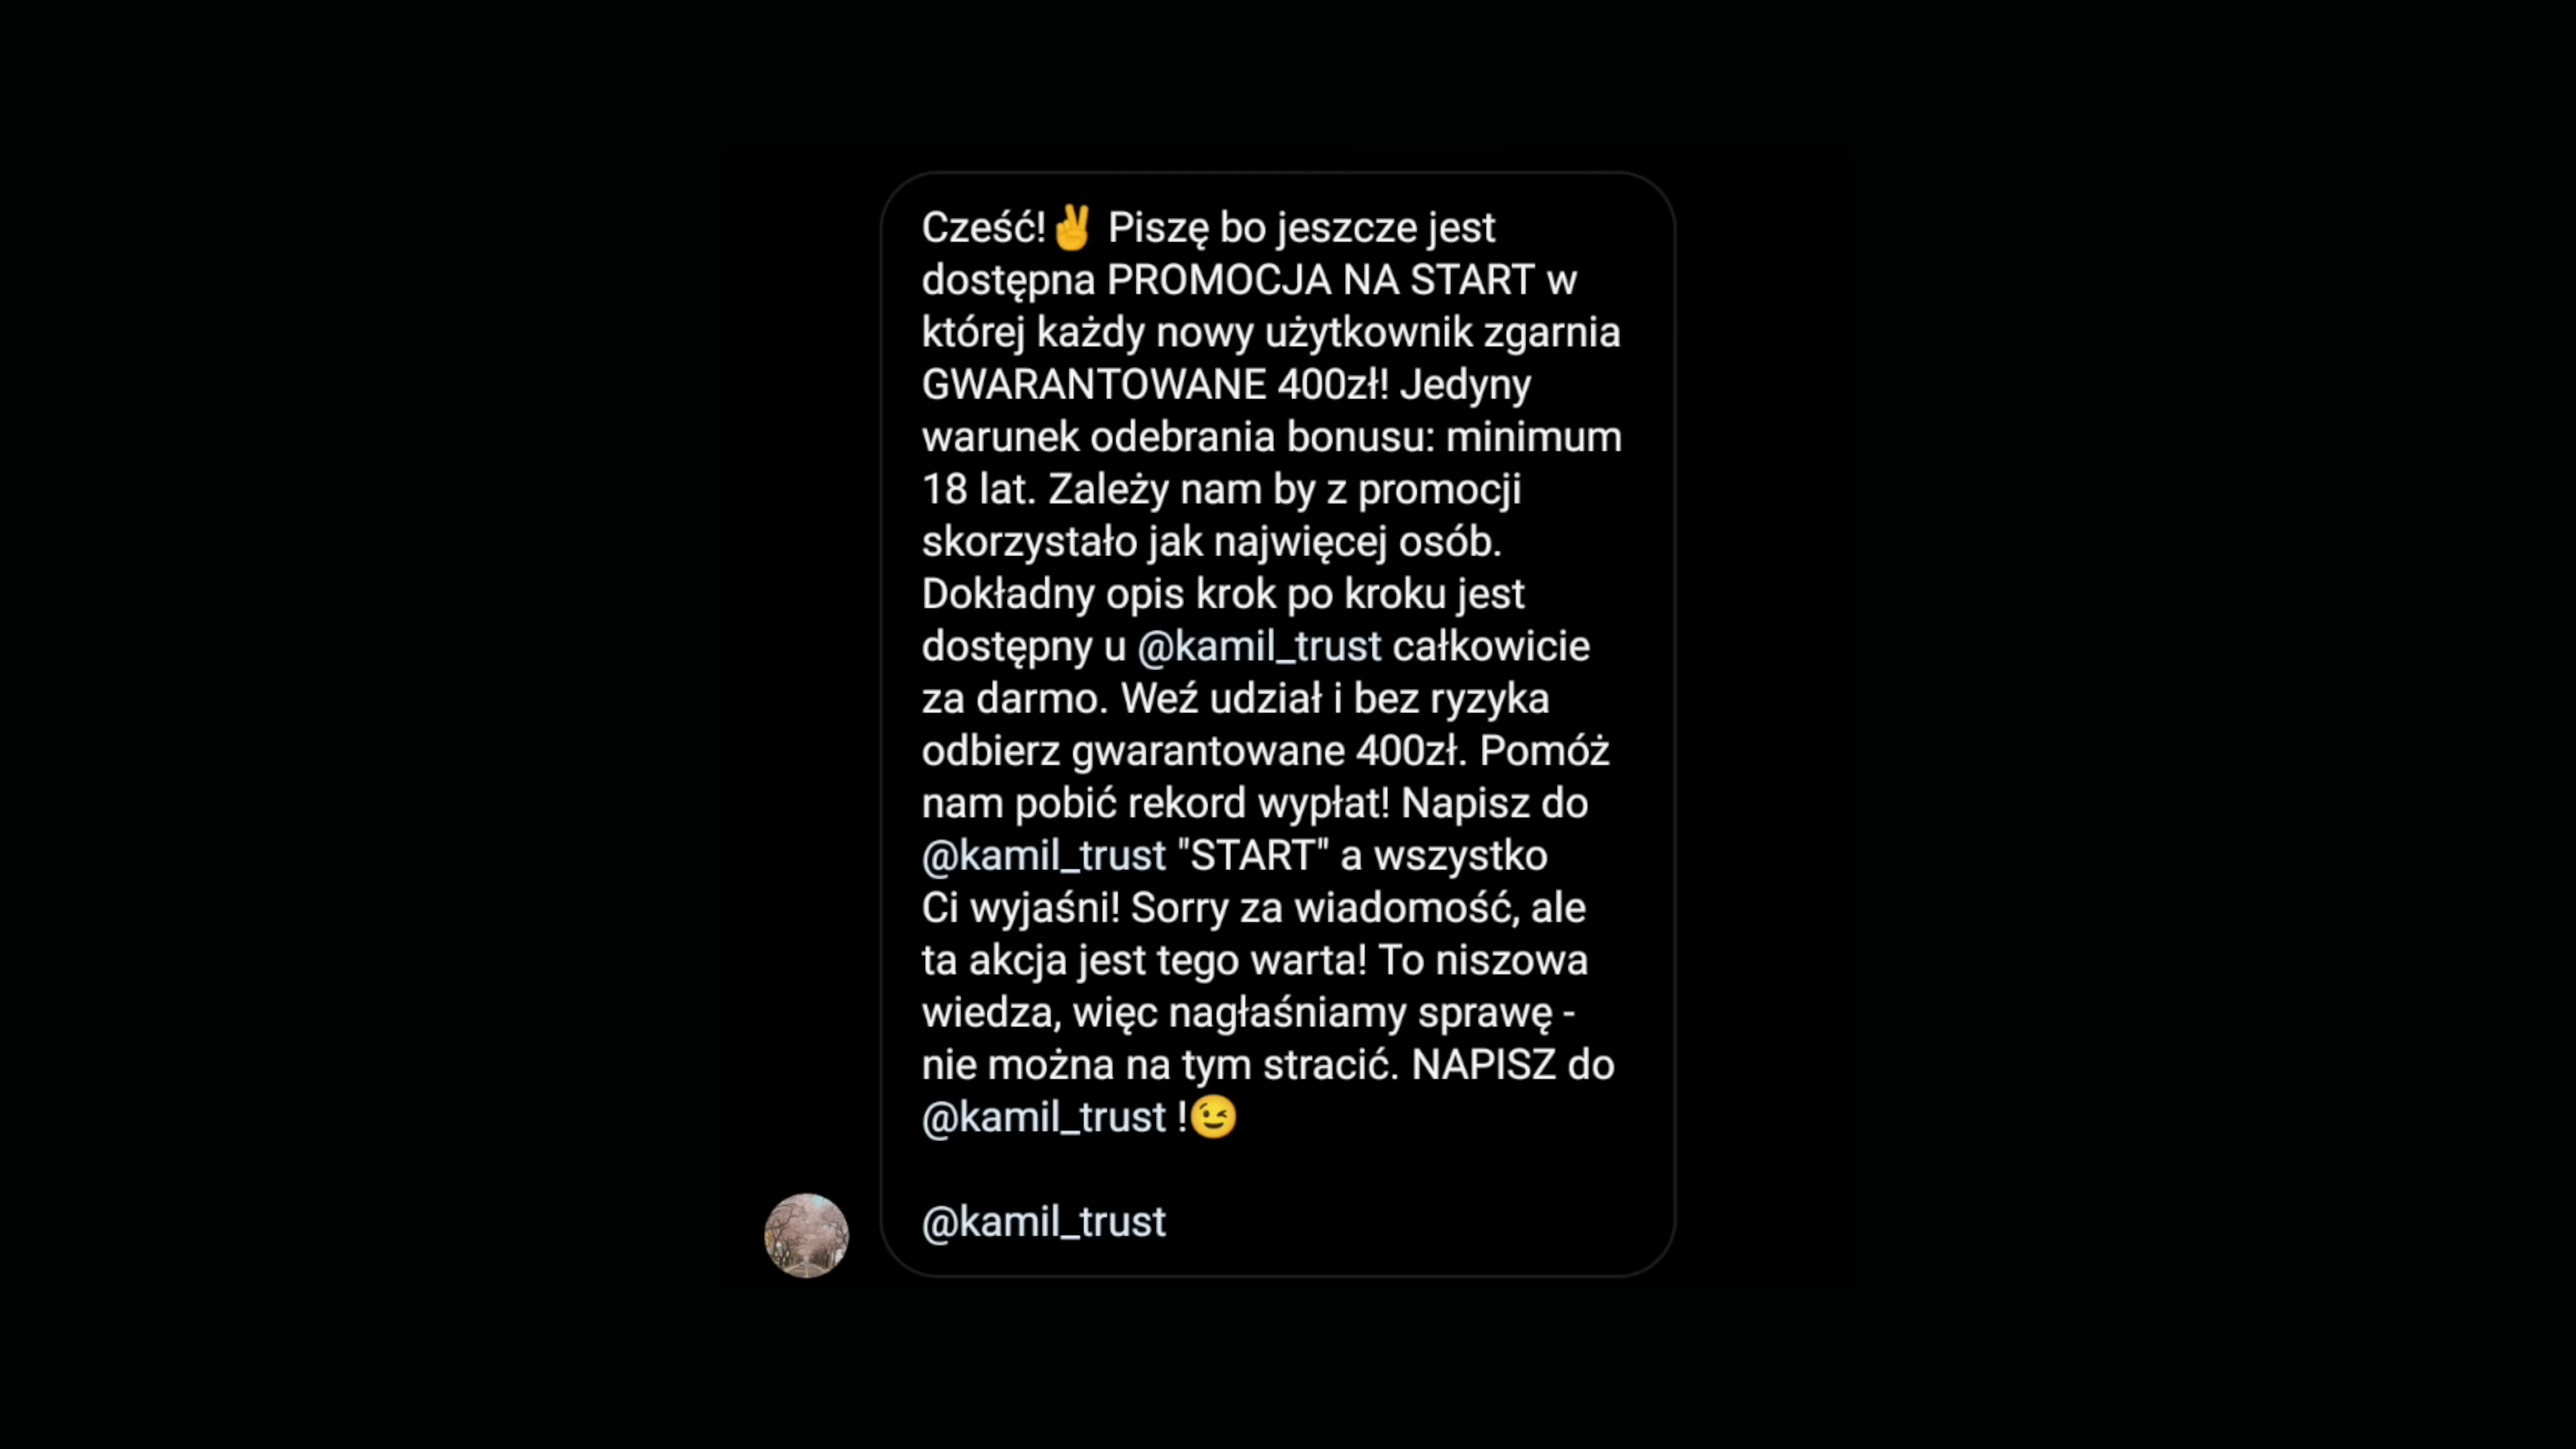 Cześć!✌️ Piszę bo jeszcze jest
dostępna PROMOCJA NA START w
której każdy nowy użytkownik zgarnia
GWARANTOWANE 400zł! Jedyny
warunek odebrania bonusu: minimum
18 lat. Zależy nam by z promocji
skorzystało jak najwięcej osób.
Dokładny opis krok po kroku jest
dostępny u @kamil_trust całkowicie
za darmo. Weź udział i bez ryzyka
odbierz gwarantowane 400zł. Pomóż
nam pobić rekord wypłat! Napisz do
@kamil_trust "START" a wszystko
Ci wyjaśni! Sorry za wiadomość, ale
ta akcja jest tego warta! To niszowa
wiedza, więc nagłaśniamy sprawę -
nie można na tym stracić. NAPISZ do
@kamil_trust !😉
@kamil_trust